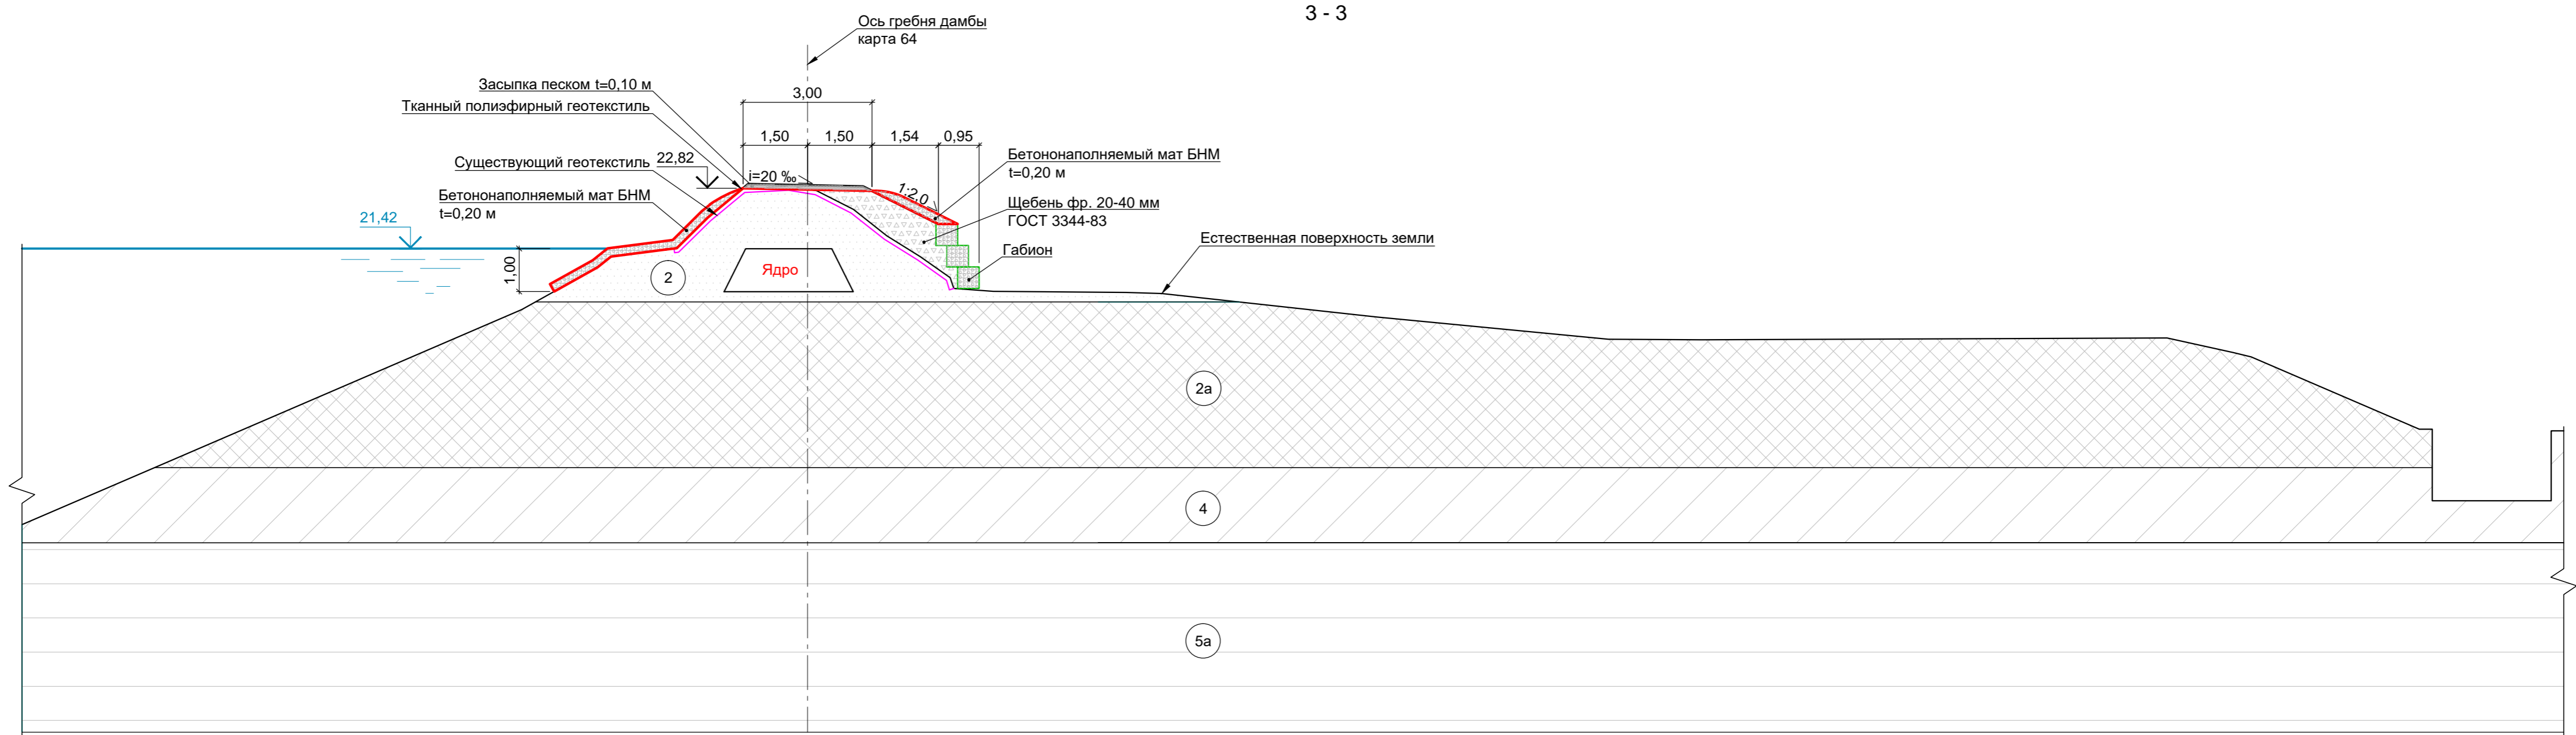 3 - 3
Ось гребня дамбы
карта 64
Засыпка песком t=0,10 м
Тканный полиэфирный геотекстиль
3,00
1,50
1,50
1,54
0,95
Существующий геотекстиль
22,82
Бетононаполняемый мат БНМ
t=0,20 м
i=20 ‰
1:2.0
Бетононаполняемый мат БНМ
t=0,20 м
Щебень фр. 20-40 мм
ГОСТ 3344-83
21,42
Габион
Естественная поверхность земли
1,00
2
Ядро
2а
4
5а